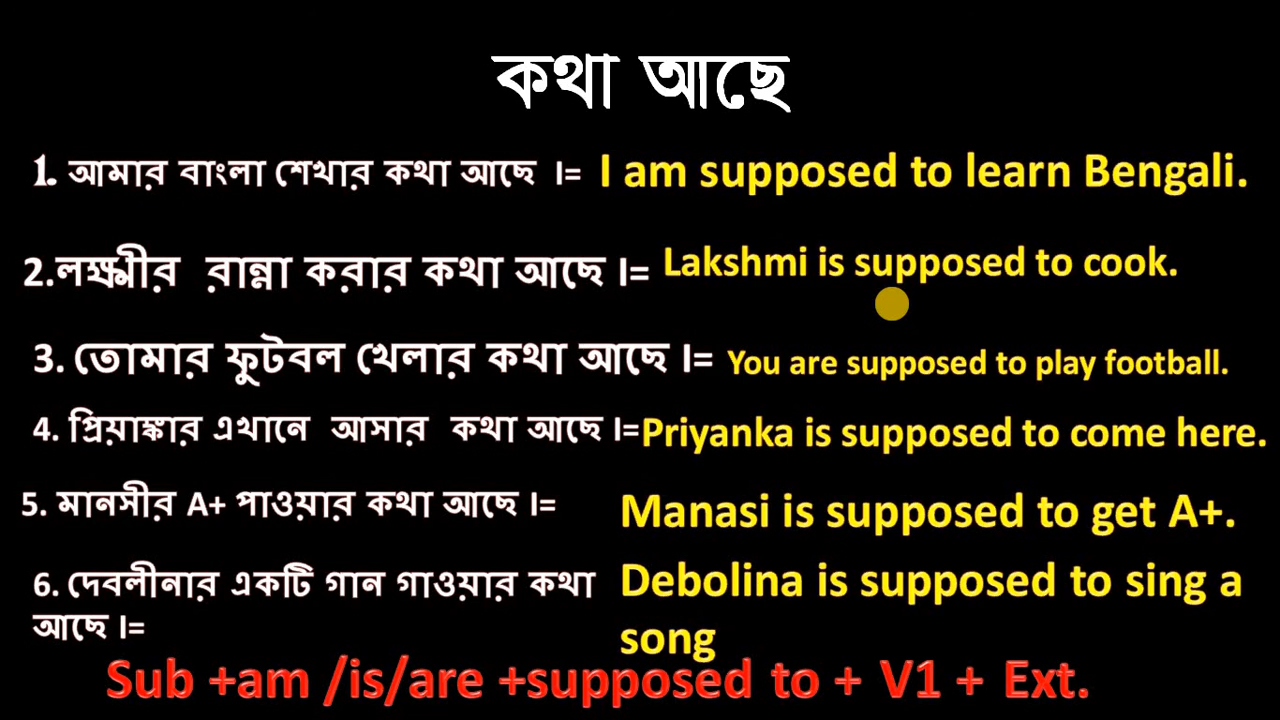 কথা আছে
1. আমার বাংলা শেখার কথা আছে ।= I am supposed to learn Bengali.
2.লক্ষ্মীর রান্না করার কথা আছে ।= Lakshmi is supposed to cook.
3. তোমার ফুটবল খেলার কথা আছে ।= You are supposed to play football.
4. প্রিয়াঙ্কার এখানে আসার কথা আছে ।=Priyanka is supposed to come here.
5. মানসীর A+ পাওয়ার কথা আছে ।= Manasi is supposed to get A+.
6. দেবলীনার একটি গান গাওয়ার কথা
আছে ।=
Debolina is supposed to sing a
song
Sub +am /is/are +supposed to + V1 + Ext.